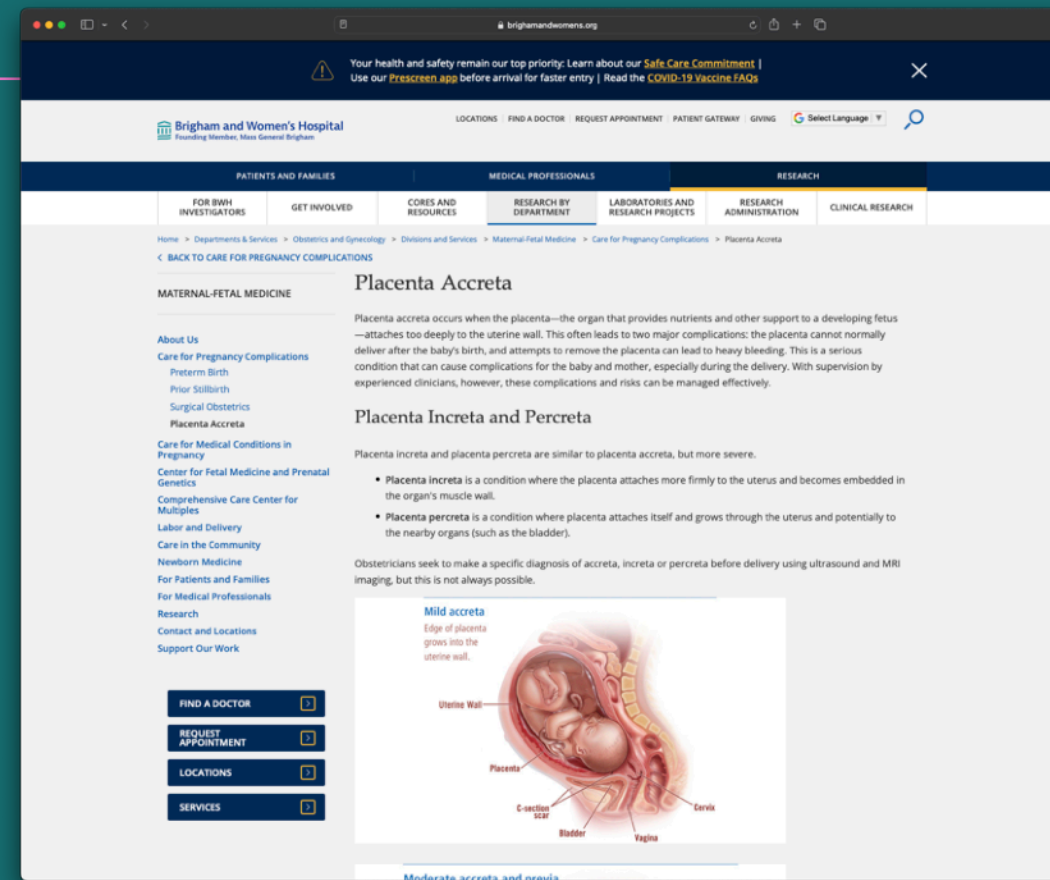 brighamandwomens.org
Your health and safety remain our top priority: Learn about our Safe Care Commitment |
Use our Prescreen app before arrival for faster entry | Read the COVID-19 Vaccine FAQs
Brigham and Women's Hospital
Founding Member, Mass General Brigham
LOCATIONS | FIND A DOCTOR | REQUEST APPOINTMENT | PATIENT GATEWAY | GIVING
G Select Language ▼
PATIENTS AND FAMILIES
MEDICAL PROFESSIONALS
RESEARCH
FOR BWH
INVESTIGATORS
GET INVOLVED
CORES AND
RESOURCES
RESEARCH BY
DEPARTMENT
LABORATORIES AND
RESEARCH PROJECTS
RESEARCH
ADMINISTRATION
CLINICAL RESEARCH
Home > Departments & Services > Obstetrics and Gynecology > Divisions and Services > Maternal-Fetal Medicine > Care for Pregnancy Complications > Placenta Accreta
< BACK TO CARE FOR PREGNANCY COMPLICATIONS
MATERNAL-FETAL MEDICINE
About Us
Care for Pregnancy Complications
Preterm Birth
Prior Stillbirth
Surgical Obstetrics
Placenta Accreta
Care for Medical Conditions in
Pregnancy
Center for Fetal Medicine and Prenatal
Genetics
Comprehensive Care Center for
Multiples
Labor and Delivery
Care in the Community
Newborn Medicine
For Patients and Families
For Medical Professionals
Research
Contact and Locations
Support Our Work
FIND A DOCTOR
REQUEST
APPOINTMENT
LOCATIONS
SERVICES
Placenta Accreta
Placenta accreta occurs when the placenta—the organ that provides nutrients and other support to a developing fetus
—attaches too deeply to the uterine wall. This often leads to two major complications: the placenta cannot normally
deliver after the baby's birth, and attempts to remove the placenta can lead to heavy bleeding. This is a serious
condition that can cause complications for the baby and mother, especially during the delivery. With supervision by
experienced clinicians, however, these complications and risks can be managed effectively.
Placenta Increta and Percreta
Placenta increta and placenta percreta are similar to placenta accreta, but more severe.
• Placenta increta is a condition where the placenta attaches more firmly to the uterus and becomes embedded in
the organ's muscle wall.
• Placenta percreta is a condition where placenta attaches itself and grows through the uterus and potentially to
the nearby organs (such as the bladder).
Obstetricians seek to make a specific diagnosis of accreta, increta or percreta before delivery using ultrasound and MRI
imaging, but this is not always possible.
Mild accreta
Edge of placenta
grows into the
uterine wall.
Uterine Wall
Placenta
C-section
scar
Bladder
Vagina
Cervix
Moderate accreta and previa